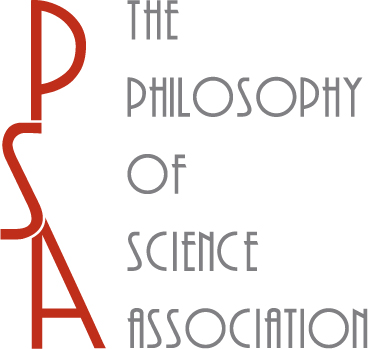 PSA
THE
PHILOSOPHY
OF
SCIENCE
ASSOCIATION